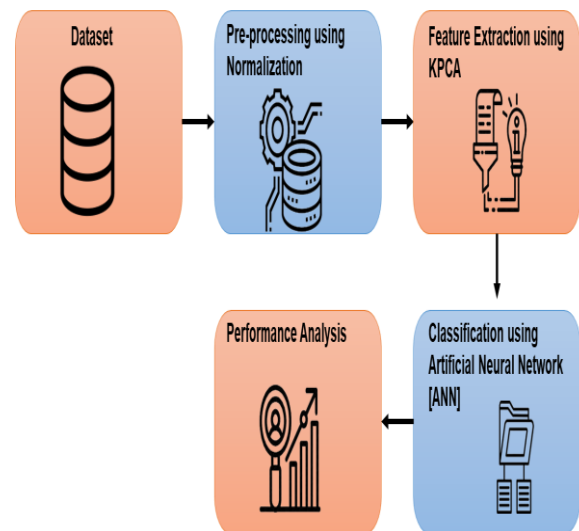 Dataset
Pre-processing using
Normalization
Feature Extraction using
KPCA
Classification using
Artificial Neural Network
[ANN]
Performance Analysis